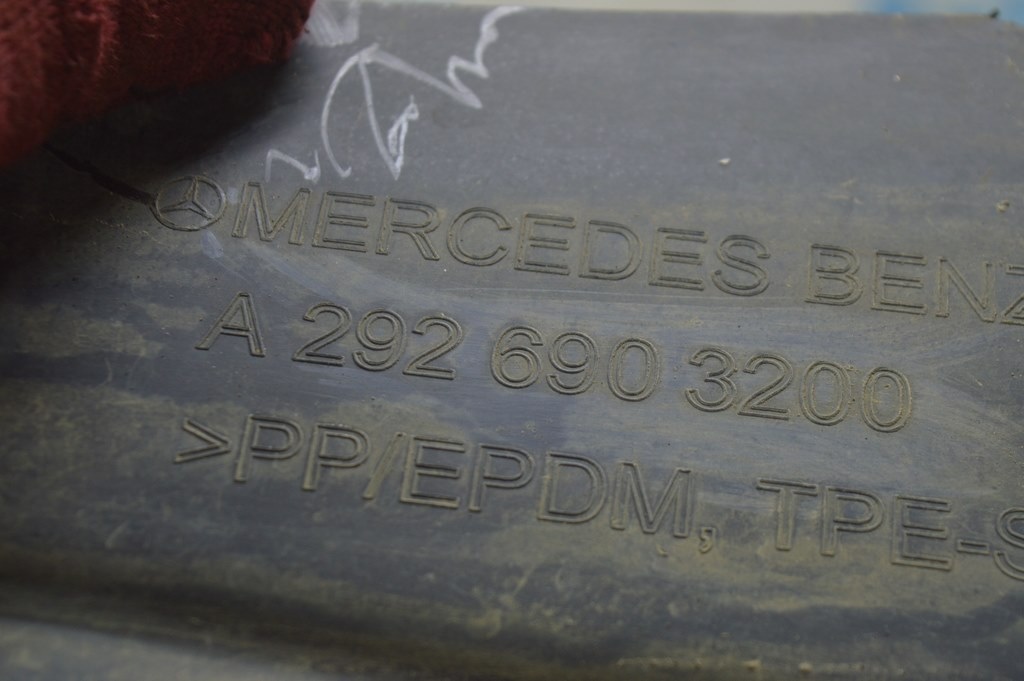 MERCEDES BENZ
A 292 690 3200
>PP/EPDM, TPE-S